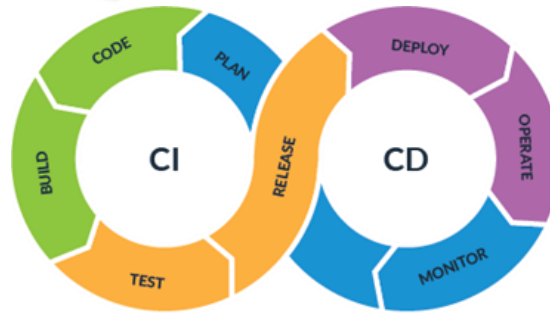 CODE
PLAN
BUILD
CI
TEST
RELEASE
DEPLOY
OPERATE
CD
MONITOR